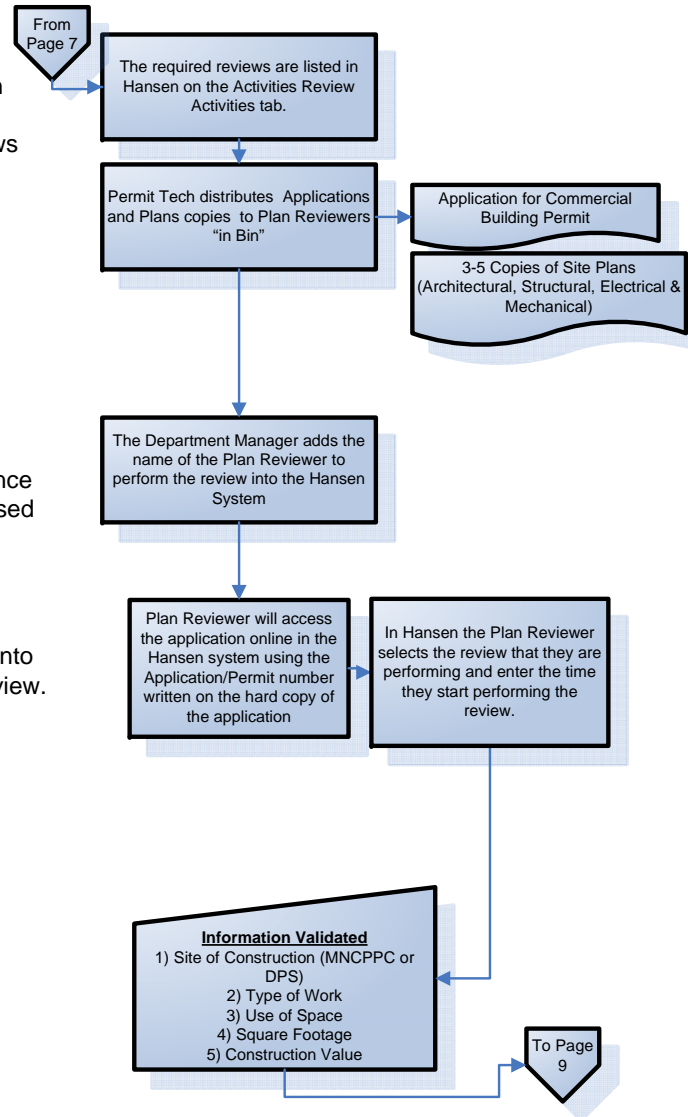 From
Page 7
The required reviews are listed in
Hansen on the Activities Review
Activities tab.
Permit Tech distributes Applications
and Plans copies to Plan Reviewers
“in Bin”
Application for Commercial
Building Permit
3-5 Copies of Site Plans
(Architectural, Structural, Electrical &
Mechanical)
The Department Manager adds the
name of the Plan Reviewer to
perform the review into the Hansen
System
Plan Reviewer will access
the application online in the
Hansen system using the
Application/Permit number
written on the hard copy of
the application
In Hansen the Plan Reviewer
selects the review that they are
performing and enter the time
they start performing the
review.
Information Validated
1) Site of Construction (MNCPPC or
DPS)
2) Type of Work
3) Use of Space
4) Square Footage
5) Construction Value
To Page
9